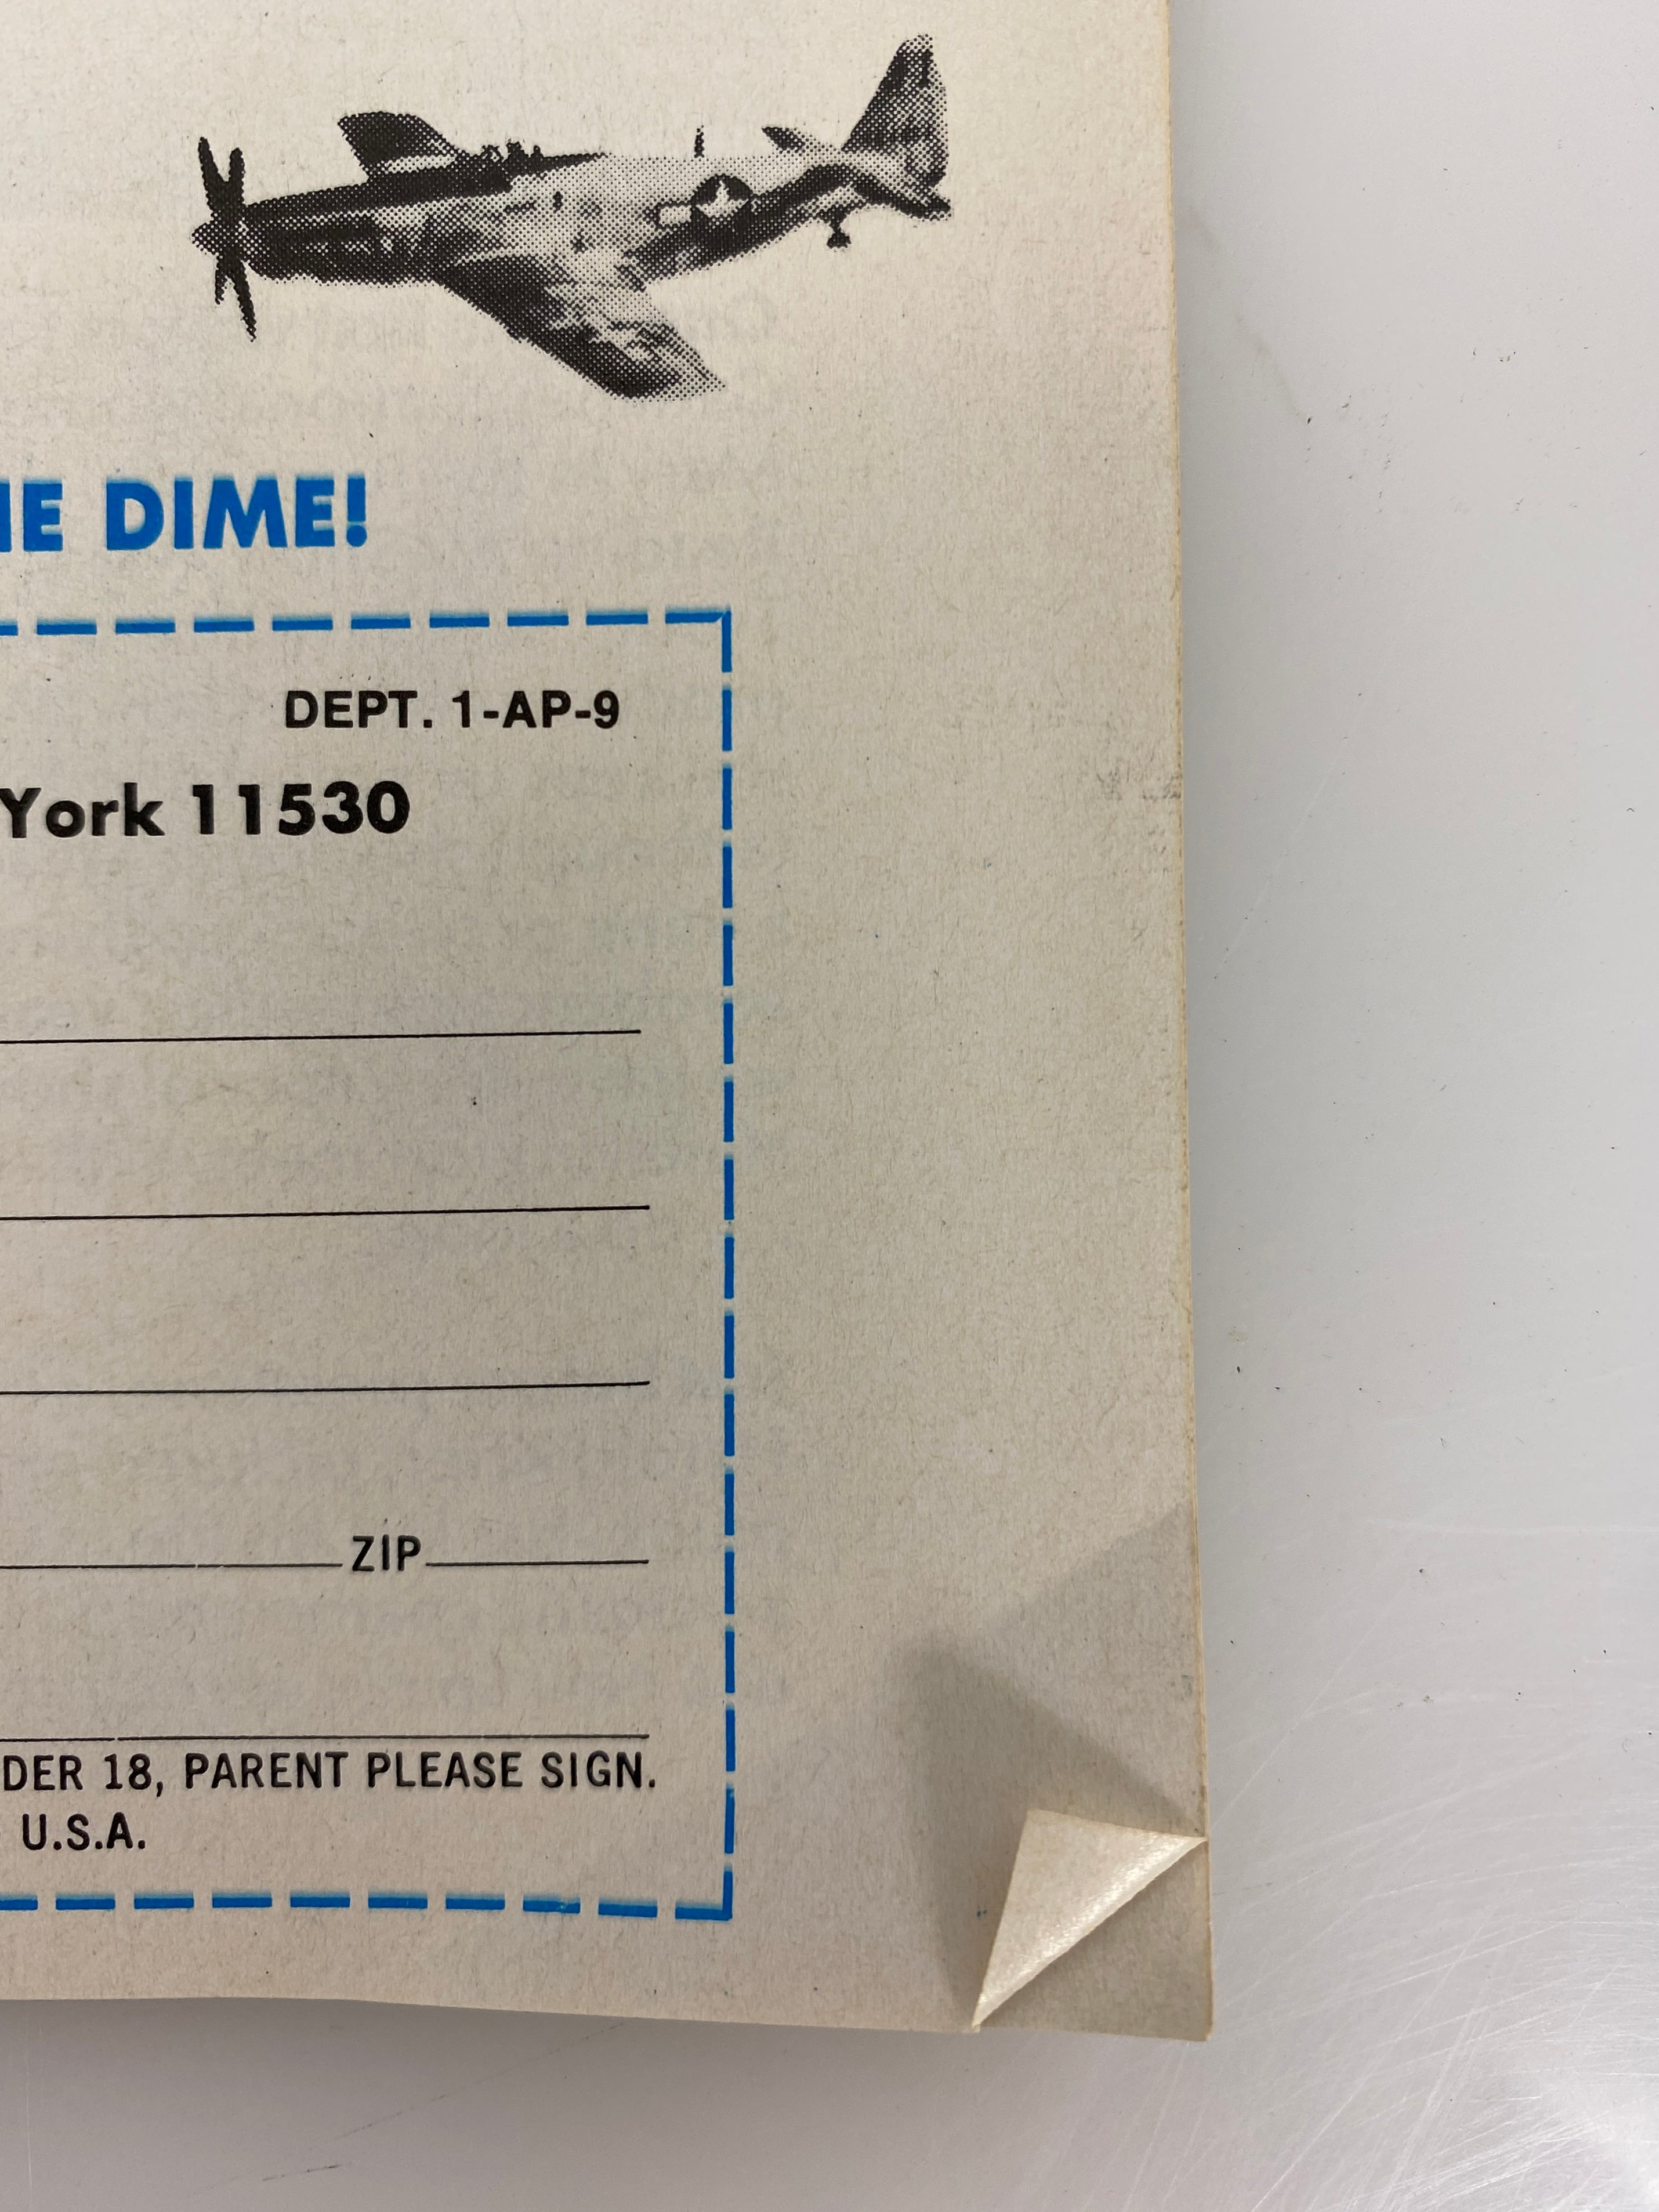 E DIME!
DEPT. 1-AP-9
York 11530
ZIP
DER 18, PARENT PLEASE SIGN.
U.S.A.